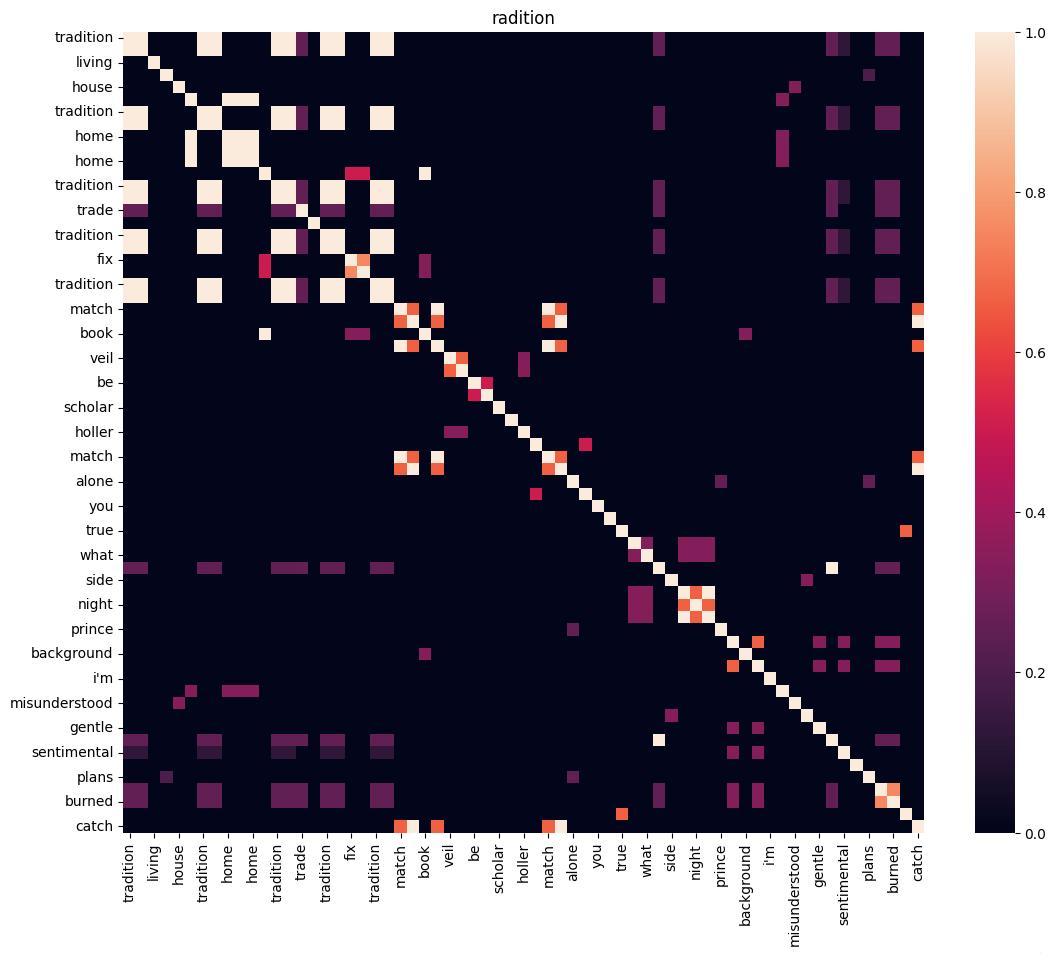 radition
tradition
living
house
tradition
home
home
tradition
trade
tradition
fix
tradition
match
book
veil
be
scholar
holler
match
alone
you
true
what
side
night
prince
background
i'm
misunderstood
gentle
sentimental
plans
burned
catch
tradition
living
house
tradition
home
home
tradition
trade
tradition
fix
tradition
match
book
veil
be
scholar
holler
match
alone
you
true
what
side
night
prince
background
i'm
misunderstood
gentle
sentimental
plans
burned
catch
1.0
0.8
0.6
0.4
0.2
0.0